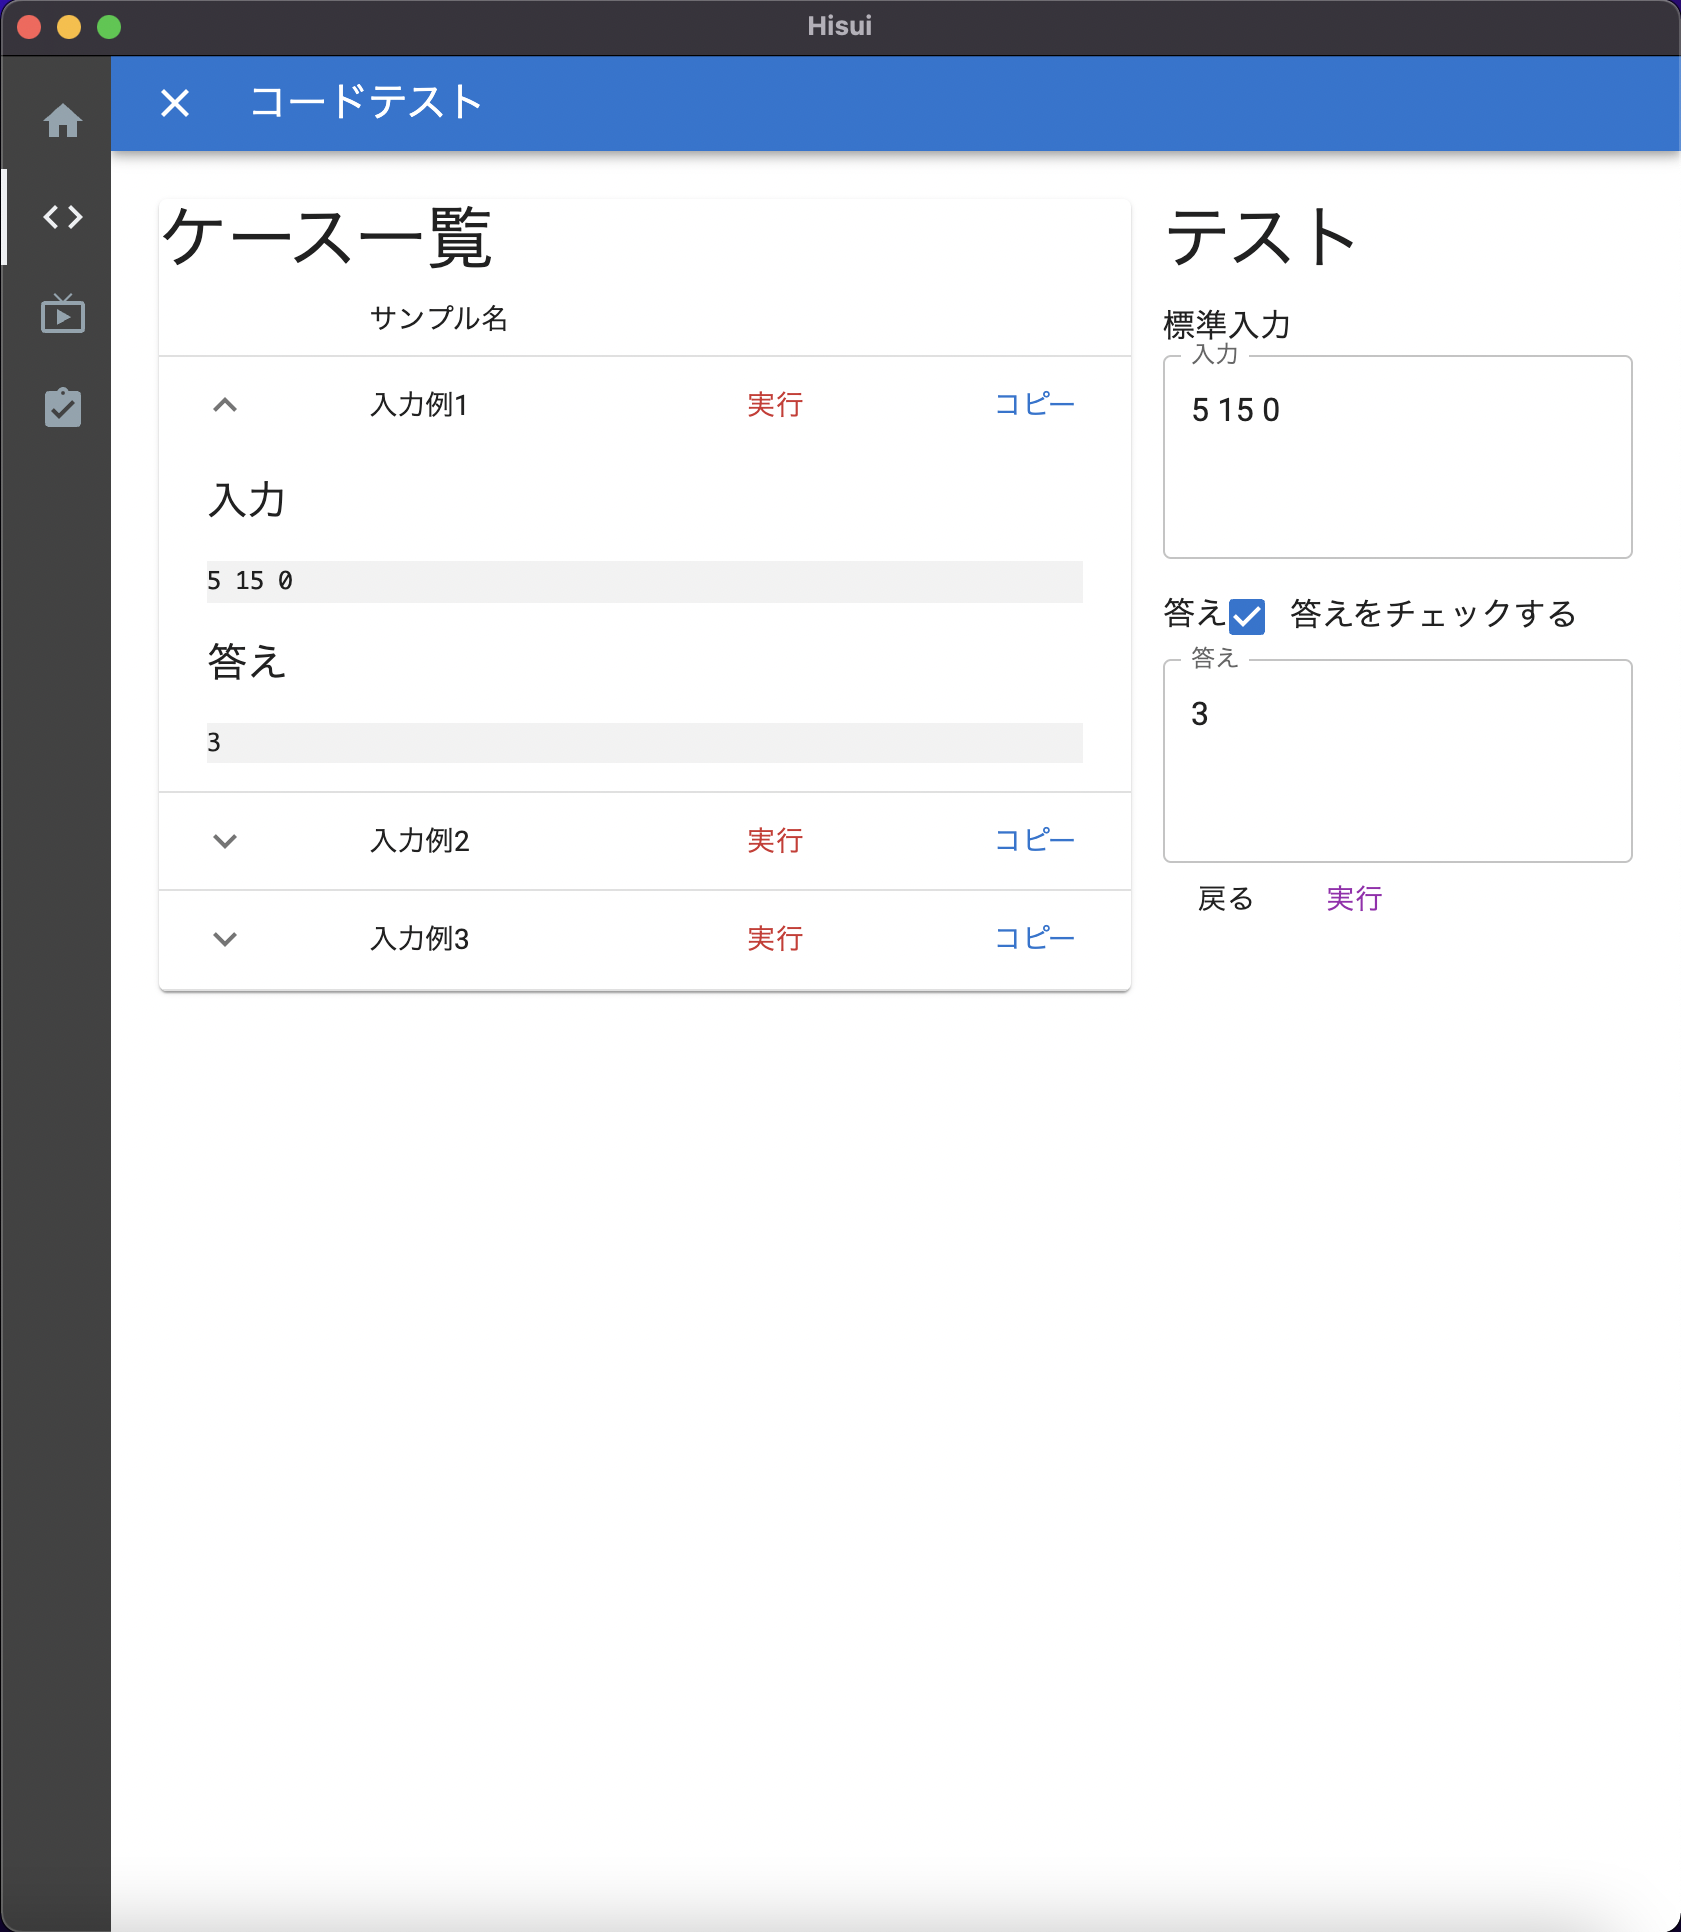 Hisui
コードテスト
ケース一覧
サンプル名
入力例1 実行 コピー
入力
5 15 0
答え
3
入力例2 実行 コピー
入力例3 実行 コピー
テスト
標準入力
入力
5 15 0
答え 答えをチェックする
答え
3
戻る 実行